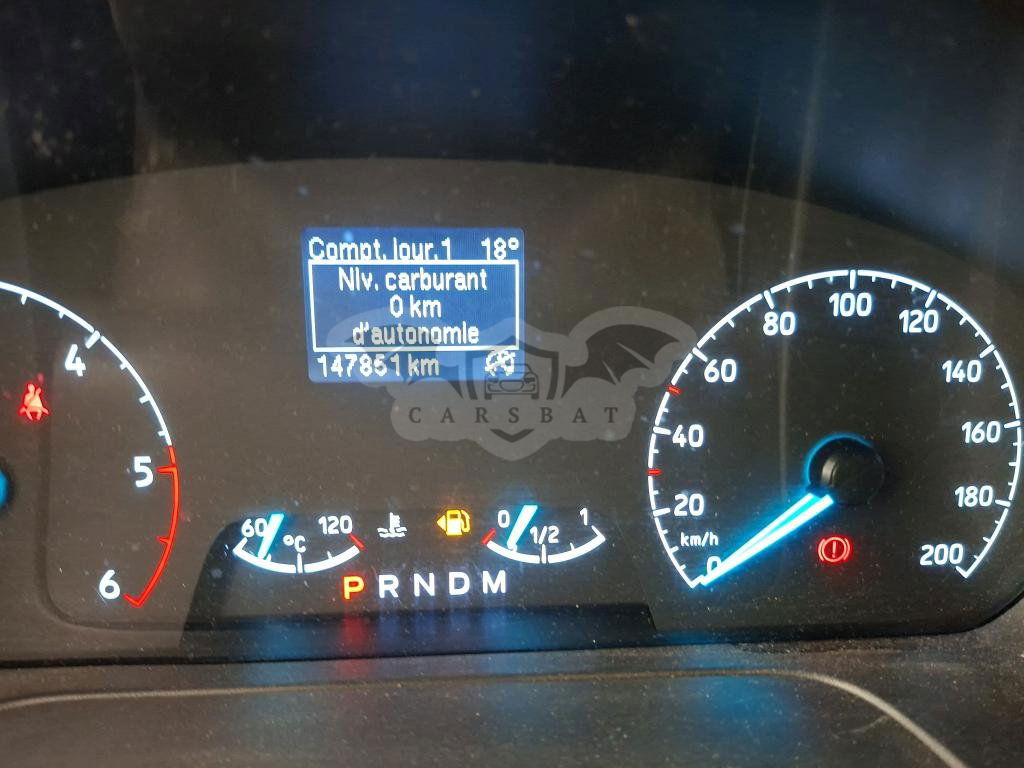 Compt. jour.1 18°
Niv. carburant
0 km
d'autonomie
147851 km
CARSBAT
4
5
6
60 120
°C
0 1/2 1
P R N D M
0 20 40 60 80 100 120 140 160 180 200
km/h